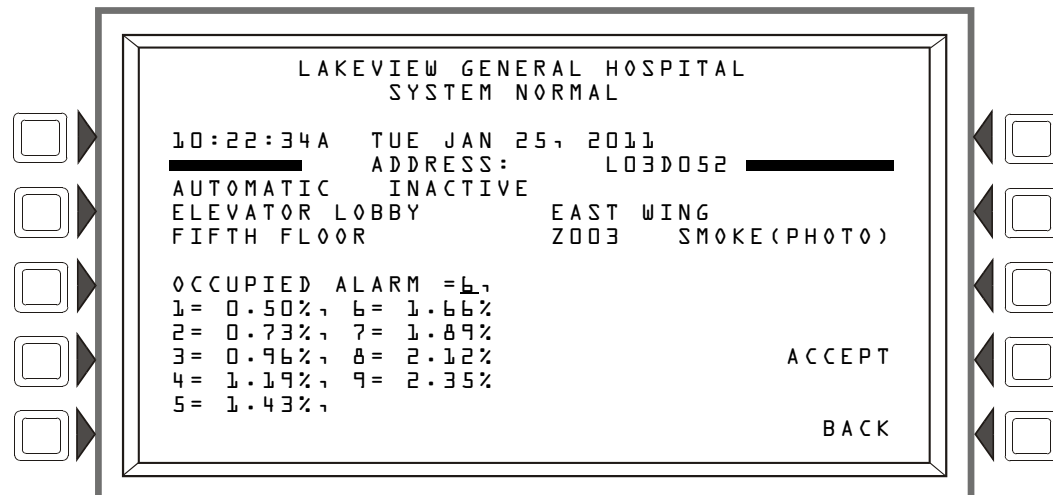 LAKEVIEW GENERAL HOSPITAL
SYSTEM NORMAL
10:22:34A TUE JAN 25, 2011
ADDRESS: L03D052
AUTOMATIC INACTIVE
ELEVATOR LOBBY EAST WING
FIFTH FLOOR Z003 SMOKE(PHOTO)
OCCUPIED ALARM =6,
1= 0.50%, 6= 1.66%
2= 0.73%, 7= 1.89%
3= 0.96%, 8= 2.12%
ACCEPT
4= 1.19%, 9= 2.35%
5= 1.43%,
BACK